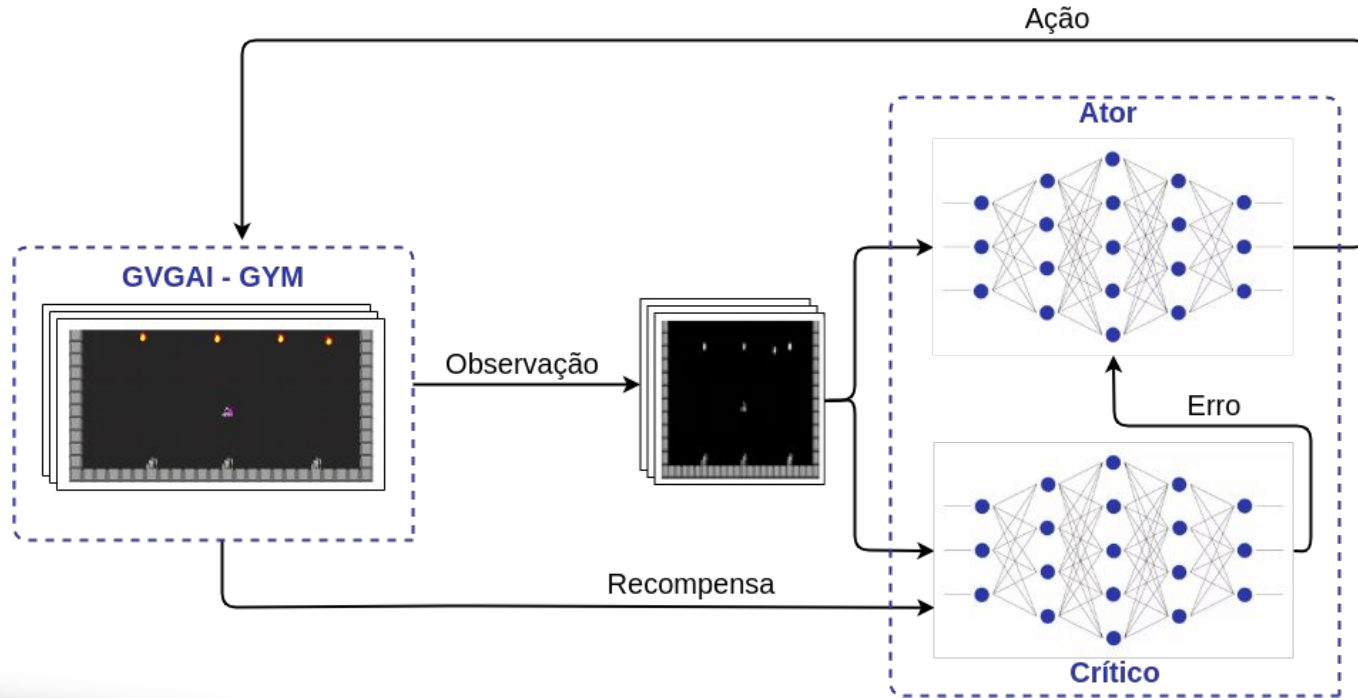 Ação
Ator
GVGAI - GYM
Observação
Erro
Recompensa
Crítico